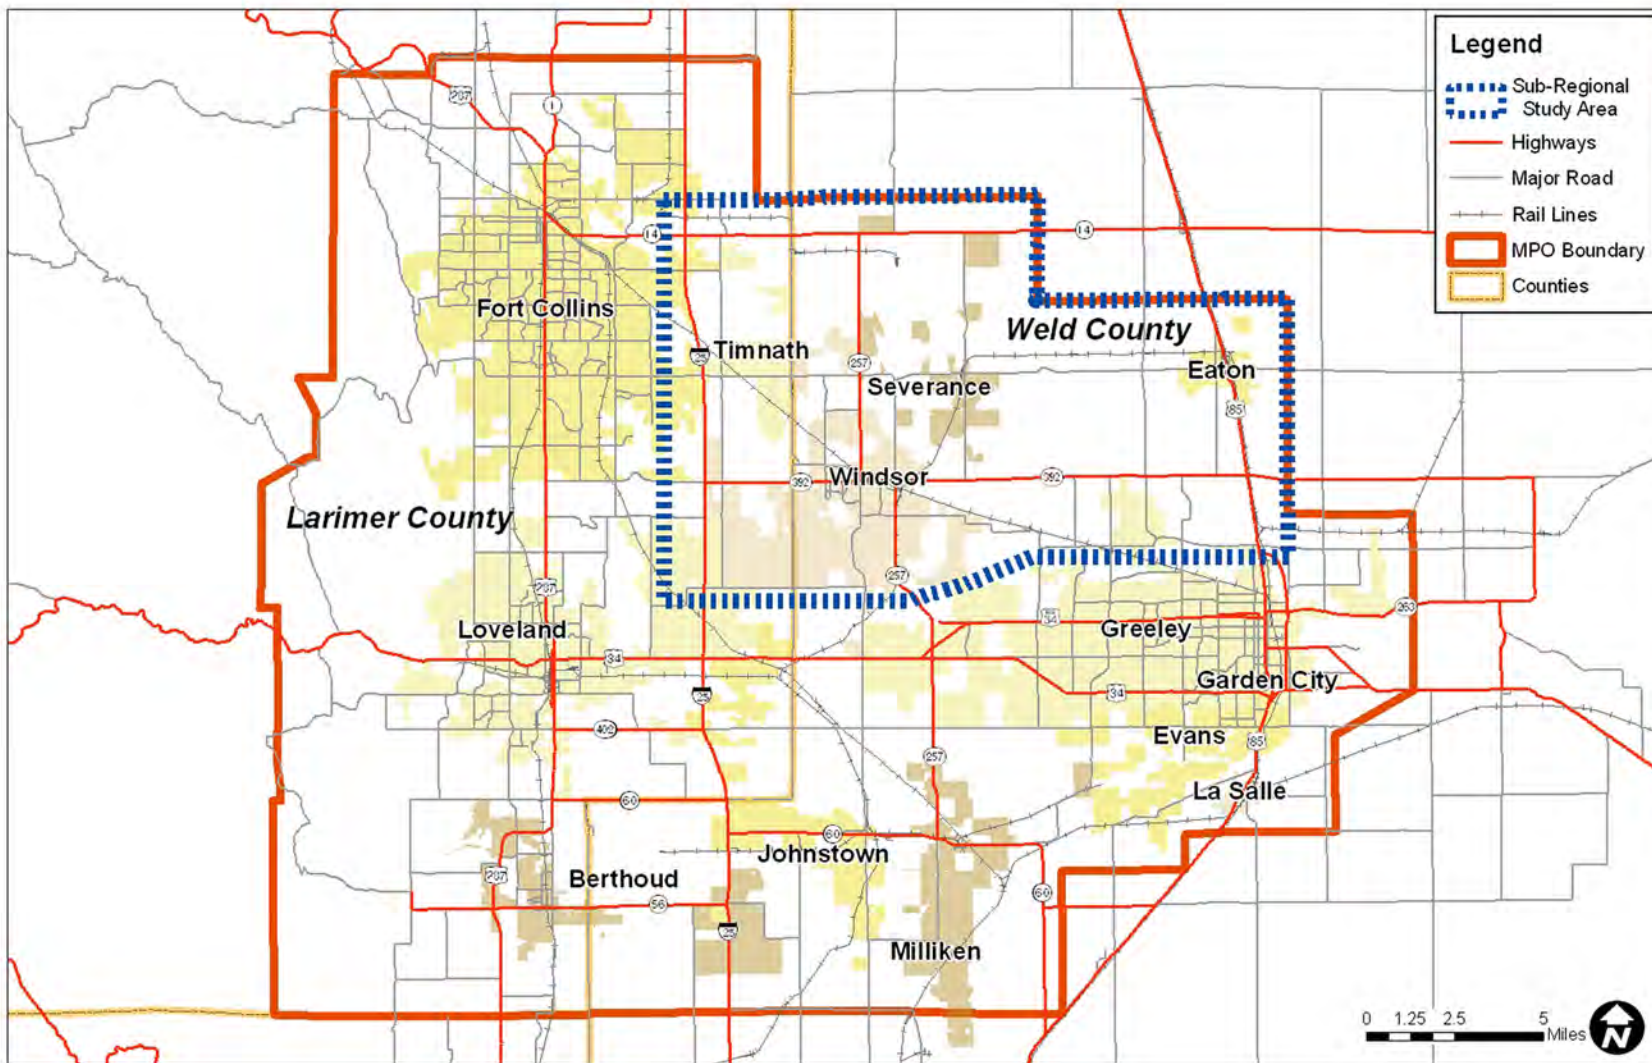 Legend
Sub-Regional
Study Area
Highways
Major Road
Rail Lines
MPO Boundary
Counties
287
1
14
14
Fort Collins
Weld County
25
Timnath
257
Severance
Eaton
85
392
Windsor
392
Larimer County
287
257
263
Loveland
34
Greeley
34
Garden City
34
25
402
Evans
85
257
60
La Salle
60
Johnstown
287
Berthoud
60
56
25
Milliken
0 1.25 2.5 5
Miles
N